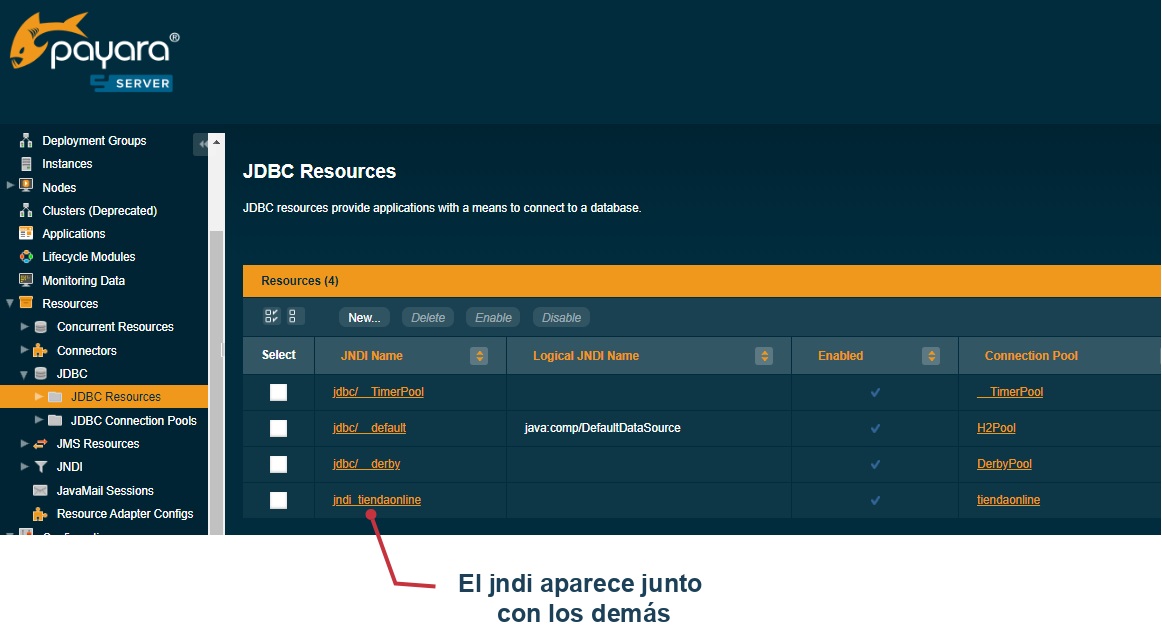 payara®
SERVER
Deployment Groups
Instances
Nodes
Clusters (Deprecated)
Applications
Lifecycle Modules
Monitoring Data
Resources
Concurrent Resources
Connectors
JDBC
JDBC Resources
JDBC Connection Pools
JMS Resources
JNDI
JavaMail Sessions
Resource Adapter Configs
JDBC Resources
JDBC resources provide applications with a means to connect to a database.
Resources (4)
New... Delete Enable Disable
Select JNDI Name Logical JNDI Name Enabled Connection Pool
jdbc/__TimerPool __TimerPool
jdbc/__default java:comp/DefaultDataSource H2Pool
jdbc/__derby DerbyPool
jndi_tiendaonline tiendaonline
El jndi aparece junto
con los demás